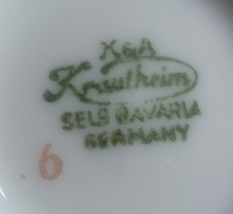 K&A
Krautheim
SELB BAVARIA
GERMANY
6